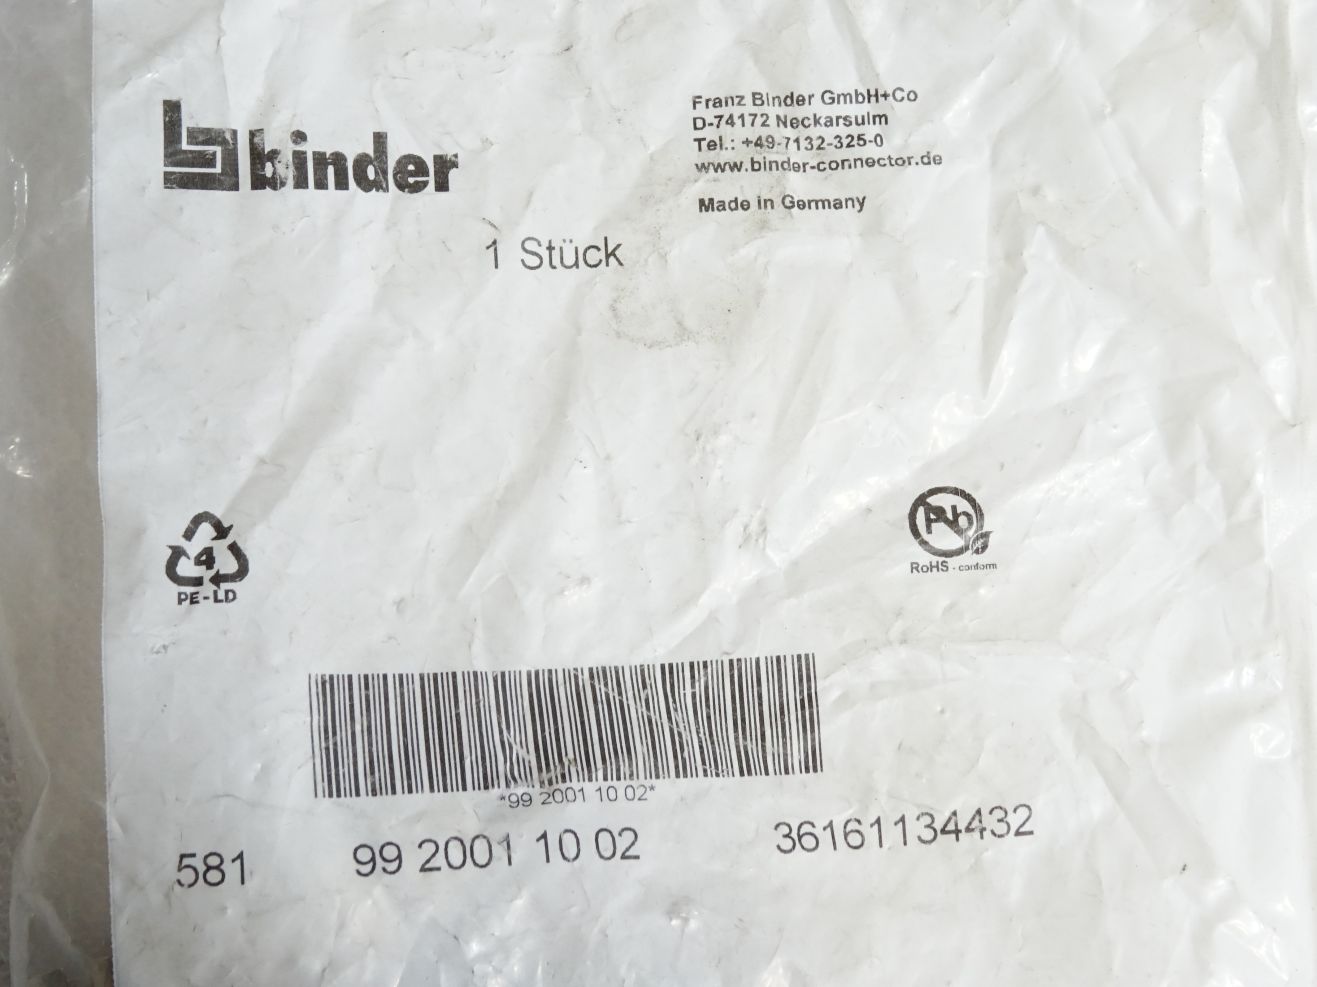 binder
Franz Binder GmbH+Co
D-74172 Neckarsulm
Tel.: +49-7132-325-0
www.binder-connector.de
Made in Germany
1 Stück
4
PE-LD
Pb
RoHS - conform
*99 2001 10 02*
581 99 2001 10 02 36161134432